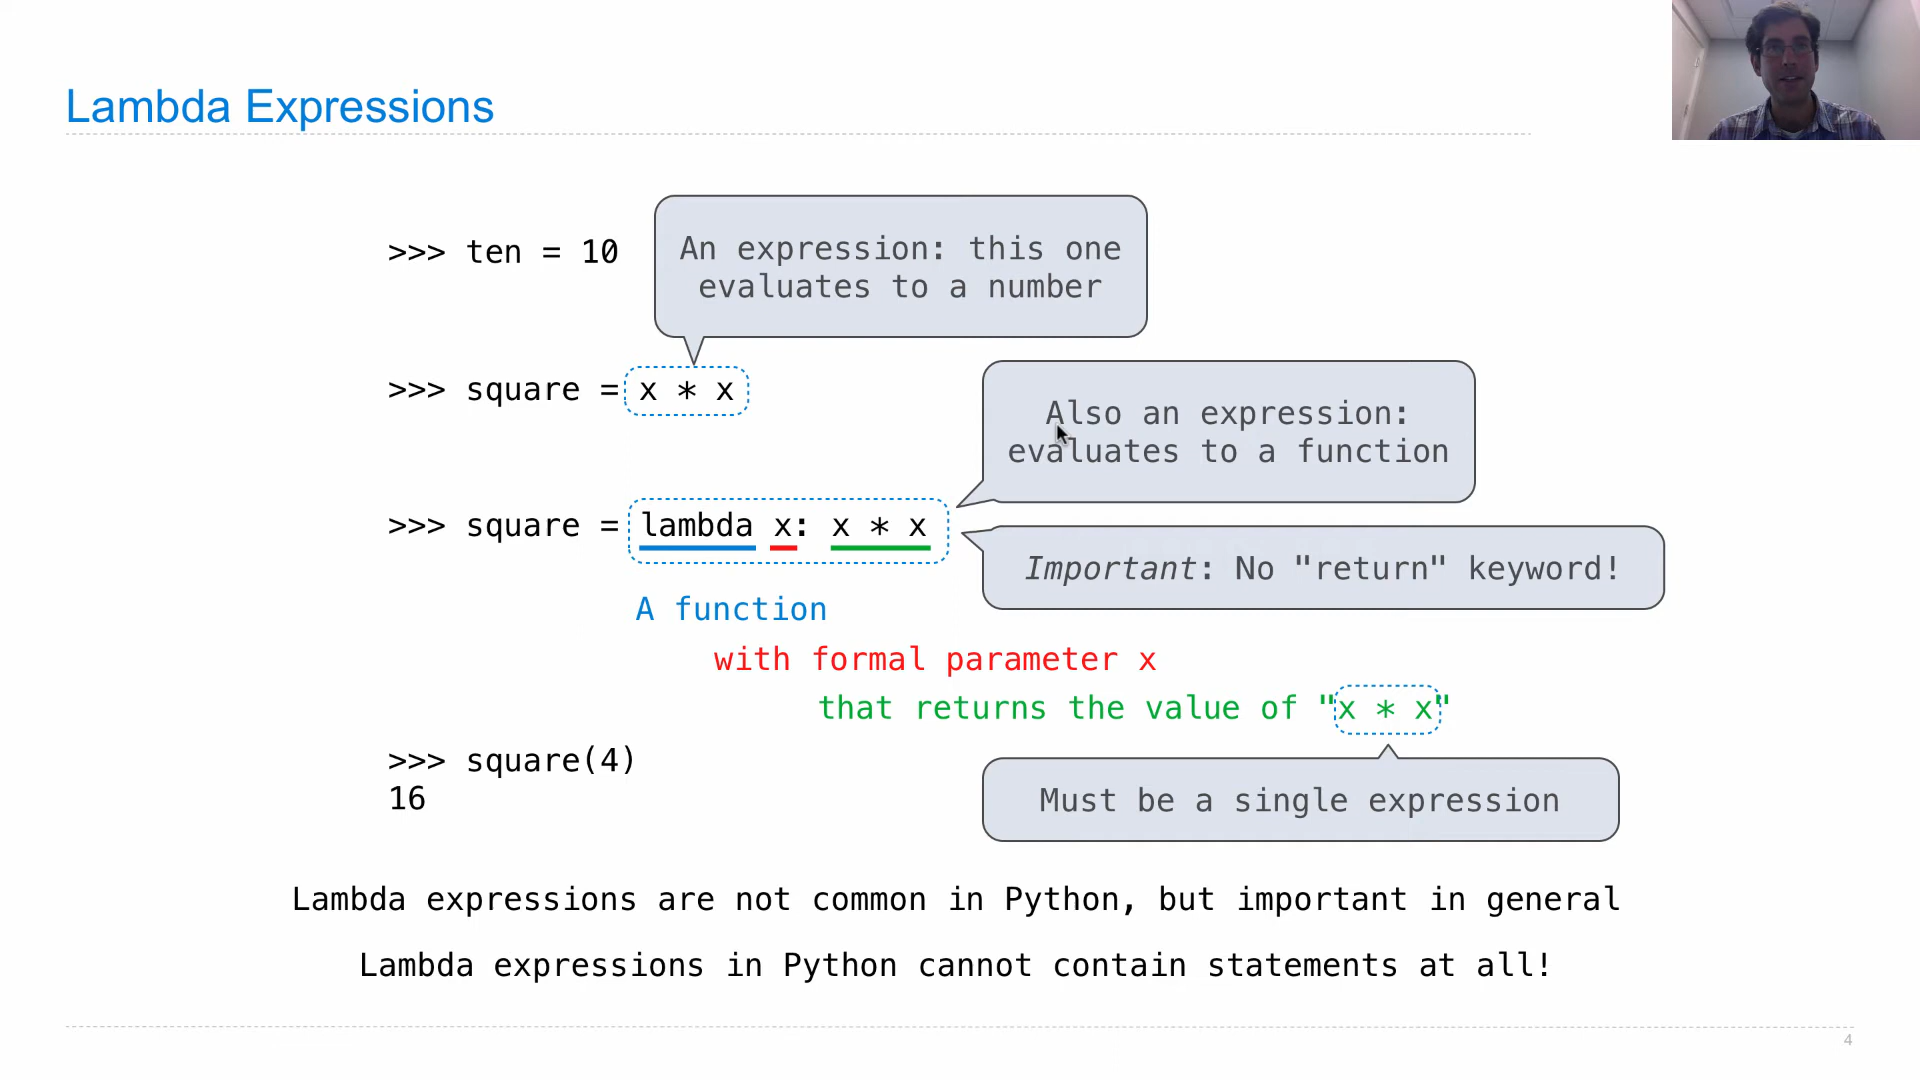 Lambda Expressions
>>> ten = 10
An expression: this one
evaluates to a number
>>> square = x * x
Also an expression:
evaluates to a function
>>> square = lambda x: x * x
Important: No "return" keyword!
A function
with formal parameter x
that returns the value of "x * x"
>>> square(4)
16
Must be a single expression
Lambda expressions are not common in Python, but important in general
Lambda expressions in Python cannot contain statements at all!
4